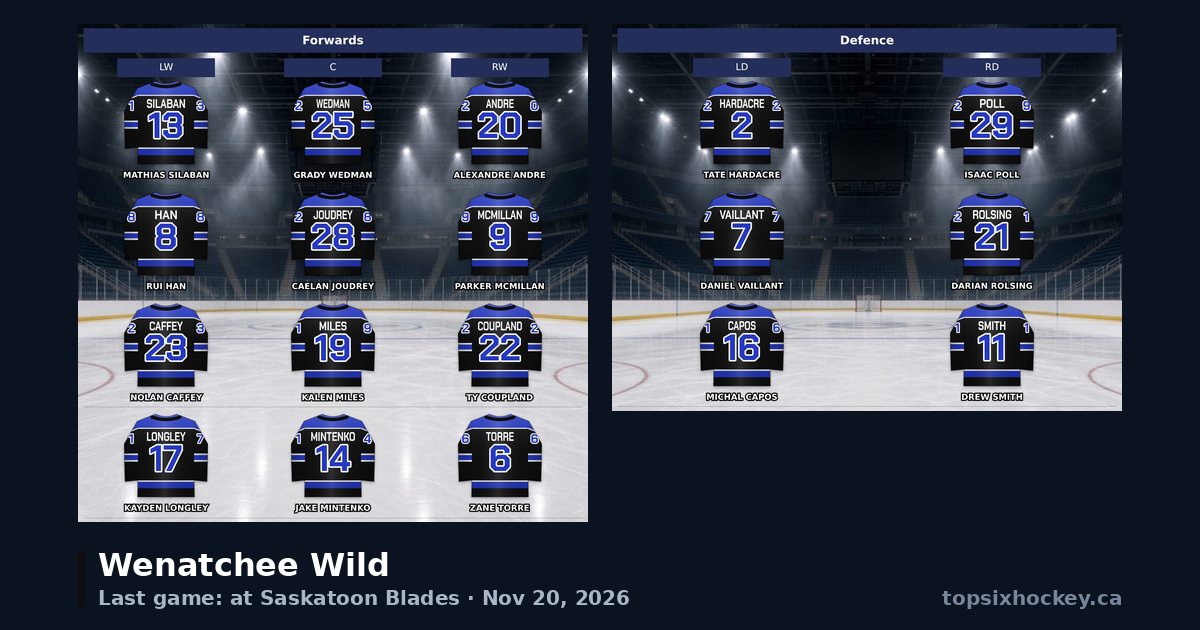 Forwards
LW C RW
1 SILABAN 3 2 WEDMAN 5 2 ANDRE 0
13 25 20
MATHIAS SILABAN GRADY WEDMAN ALEXANDRE ANDRE
8 HAN 8 2 JOUDREY 8 9 MCMILLAN 9
8 28 9
RUI HAN CAELAN JOUDREY PARKER MCMILLAN
2 CAFFEY 3 1 MILES 9 2 COUPLAND 2
23 19 22
NOLAN CAFFEY KALEN MILES TY COUPLAND
1 LONGLEY 7 1 MINTENKO 4 6 TORRE 6
17 14 6
KAYDEN LONGLEY JAKE MINTENKO ZANE TORRE
Defence
LD RD
2 HARDACRE 2 2 POLL 9
2 29
TATE HARDACRE ISAAC POLL
7 VAILLANT 7 2 ROLSING 1
7 21
DANIEL VAILLANT DARIAN ROLSING
1 CAPOS 6 1 SMITH 1
16 11
MICHAL CAPOS DREW SMITH
Wenatchee Wild
Last game: at Saskatoon Blades · Nov 20, 2026
topsixhockey.ca